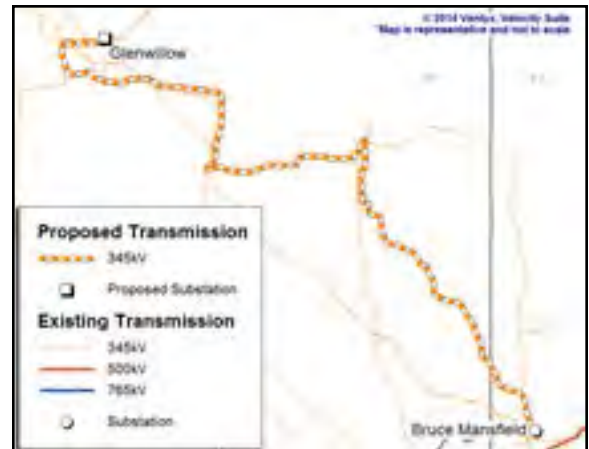 © 2014 Ventyx, Velocity Suite
*Map is representative and not to scale
Glenwillow
Proposed Transmission
345kV
Proposed Substation
Existing Transmission
345kV
500kV
765kV
Substation
Bruce Mansfield